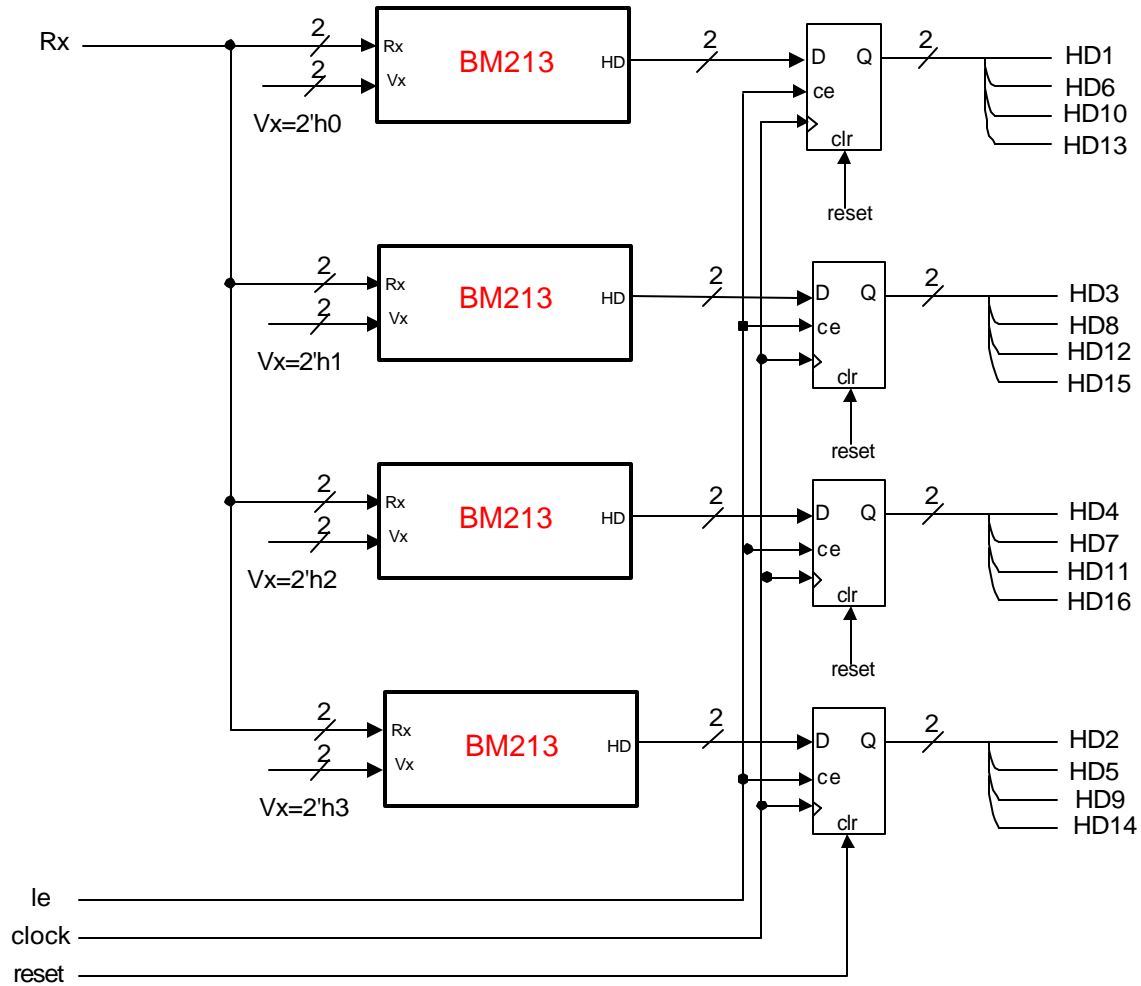 Rx
2
2
Rx
Vx
BM213
HD
2
D
Q
ce
clr
2
HD1
HD6
HD10
HD13
Vx=2'h0
reset
2
2
Rx
Vx
BM213
HD
2
D
Q
ce
clr
2
HD3
HD8
HD12
HD15
Vx=2'h1
reset
2
2
Rx
Vx
BM213
HD
2
D
Q
ce
clr
2
HD4
HD7
HD11
HD16
Vx=2'h2
reset
2
2
Rx
Vx
BM213
HD
2
D
Q
ce
clr
2
HD2
HD5
HD9
HD14
Vx=2'h3
le
clock
reset